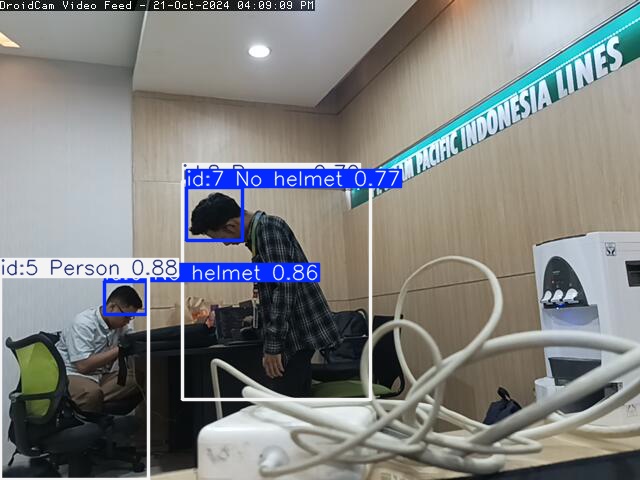 DroidCam Video Feed - 21-Oct-2024 04:09:09 PM
PACIFIC INDONESIA LINES
id:7 No helmet 0.77
id:5 Person 0.88
helmet 0.86